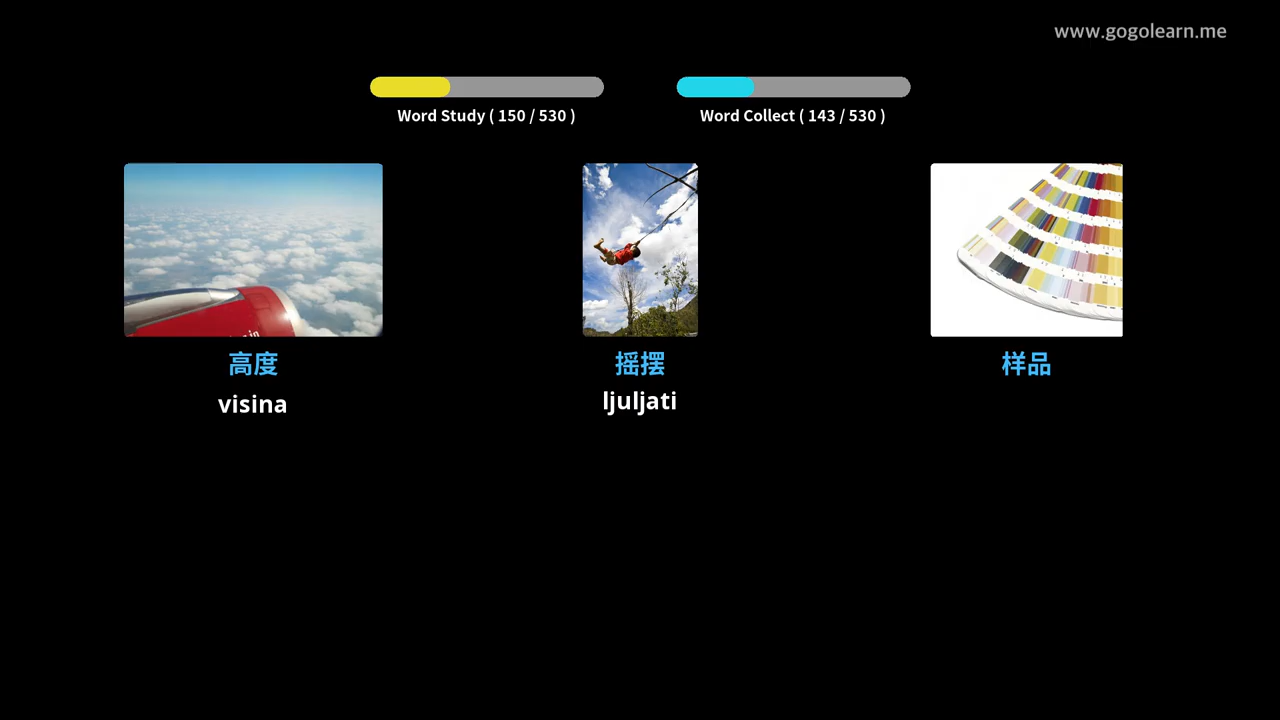 www.gogolearn.me
Word Study ( 150 / 530 )
Word Collect ( 143 / 530 )
高度
摇摆
样品
visina
ljuljati